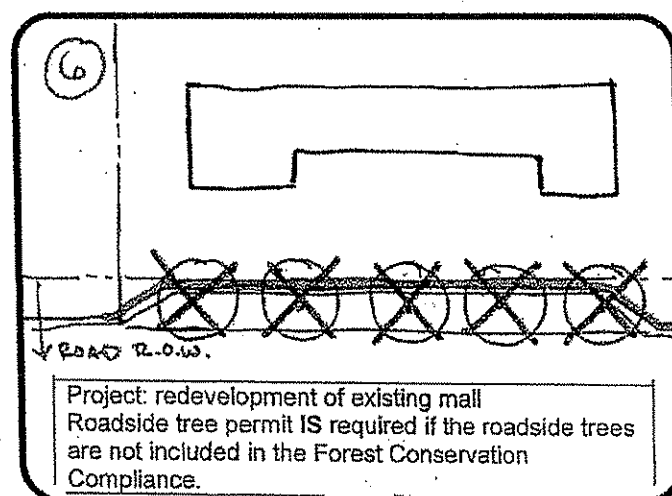 6
ROAD R.O.W.
Project: redevelopment of existing mall
Roadside tree permit IS required if the roadside trees
are not included in the Forest Conservation
Compliance.